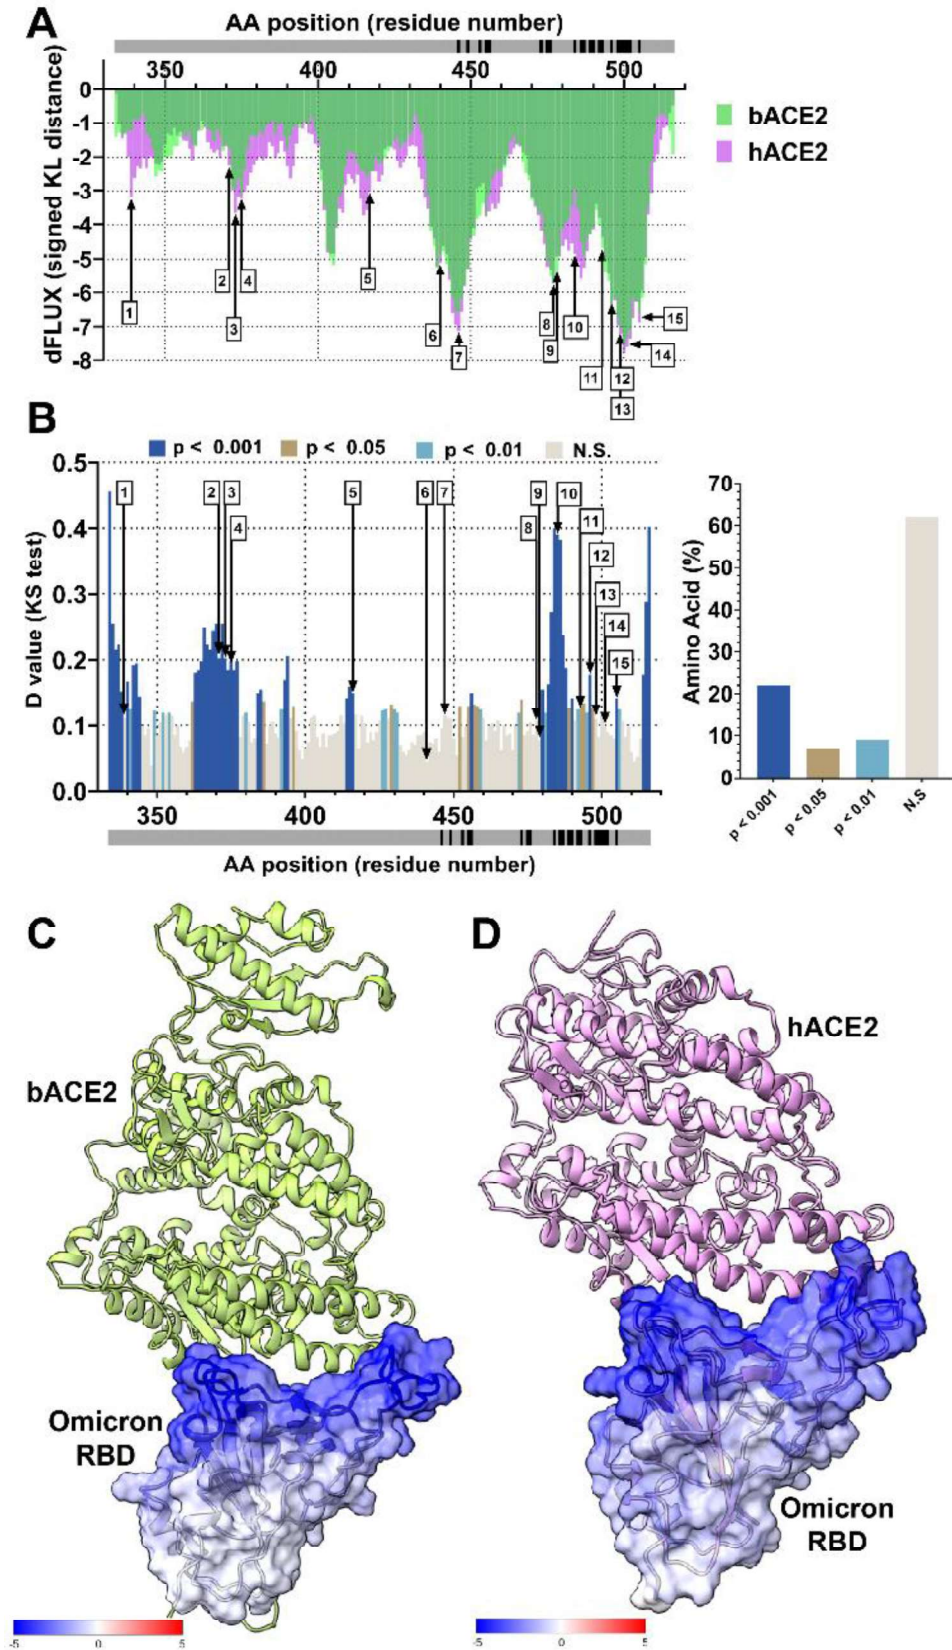 A
AA position (residue number)
350 400 450 500
dFLUX (signed KL distance)
0
-1
-2
-3
-4
-5
-6
-7
-8
bACE2
hACE2
1
2
3
4
5
6
7
8
9
10
11
12
13
14
15
B
p < 0.001 p < 0.05 p < 0.01 N.S.
D value (KS test)
0.5
0.4
0.3
0.2
0.1
0.0
1
2
3
4
5
6
7
8
9
10
11
12
13
14
15
350 400 450 500
AA position (residue number)
Amino Acid (%)
70
60
50
40
30
20
10
0
p < 0.001
p < 0.05
p < 0.01
N.S
C
bACE2
Omicron
RBD
-5 0 5
D
hACE2
Omicron
RBD
-5 0 5